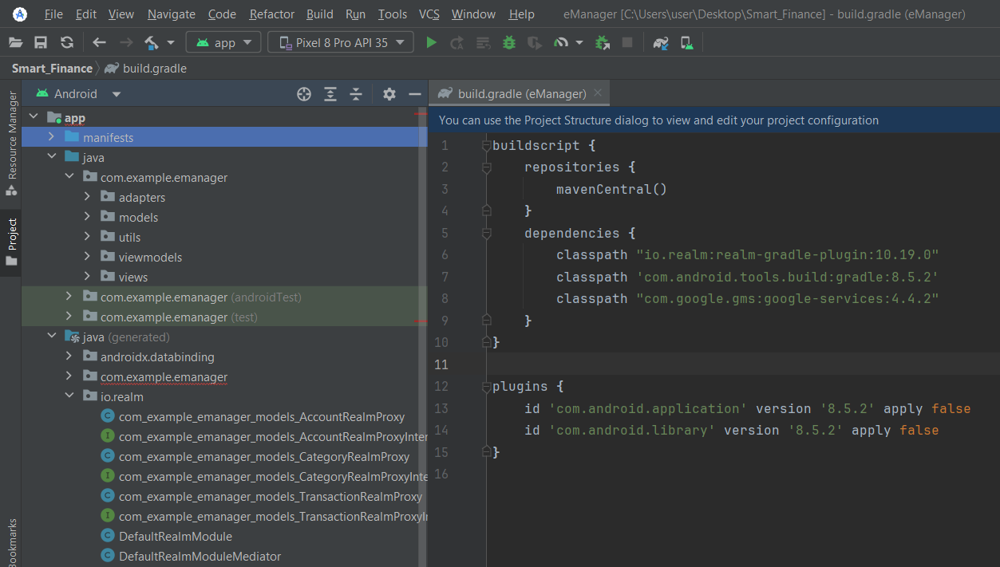 File Edit View Navigate Code Refactor Build Run Tools VCS Window Help eManager [C:\Users\user\Desktop\Smart_Finance] - build.gradle (eManager)
app Pixel 8 Pro API 35
Smart_Finance build.gradle
Resource Manager
Project
Bookmarks
Android
app
manifests
java
com.example.emanager
adapters
models
utils
viewmodels
views
com.example.emanager (androidTest)
com.example.emanager (test)
java (generated)
androidx.databinding
com.example.emanager
io.realm
com_example_emanager_models_AccountRealmProxy
com_example_emanager_models_AccountRealmProxyInter
com_example_emanager_models_CategoryRealmProxy
com_example_emanager_models_CategoryRealmProxyInte
com_example_emanager_models_TransactionRealmProxy
com_example_emanager_models_TransactionRealmProxyI
DefaultRealmModule
DefaultRealmModuleMediator
build.gradle (eManager)
You can use the Project Structure dialog to view and edit your project configuration
1 buildscript {
2 repositories {
3 mavenCentral()
4 }
5 dependencies {
6 classpath "io.realm:realm-gradle-plugin:10.19.0"
7 classpath 'com.android.tools.build:gradle:8.5.2'
8 classpath "com.google.gms:google-services:4.4.2"
9 }
10 }
11
12 plugins {
13 id 'com.android.application' version '8.5.2' apply false
14 id 'com.android.library' version '8.5.2' apply false
15 }
16